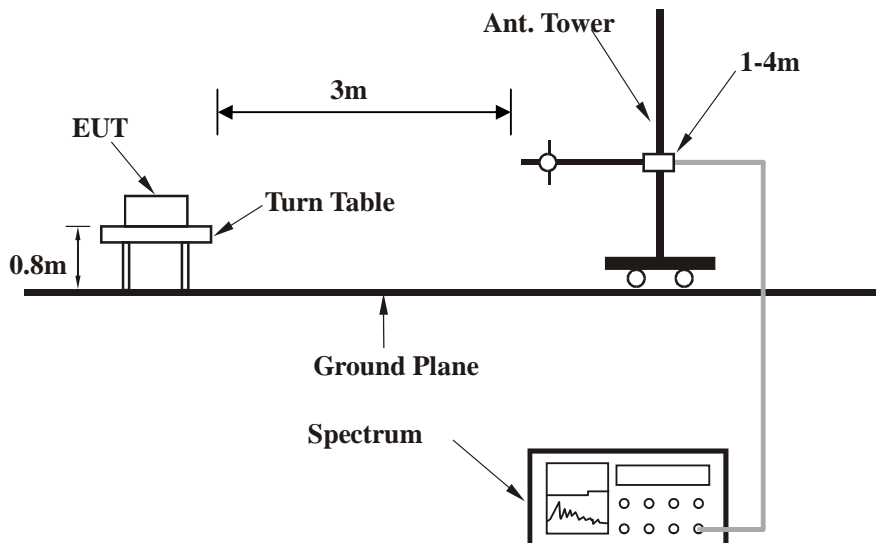 Ant. Tower
1-4m
3m
EUT
Turn Table
0.8m
Ground Plane
Spectrum